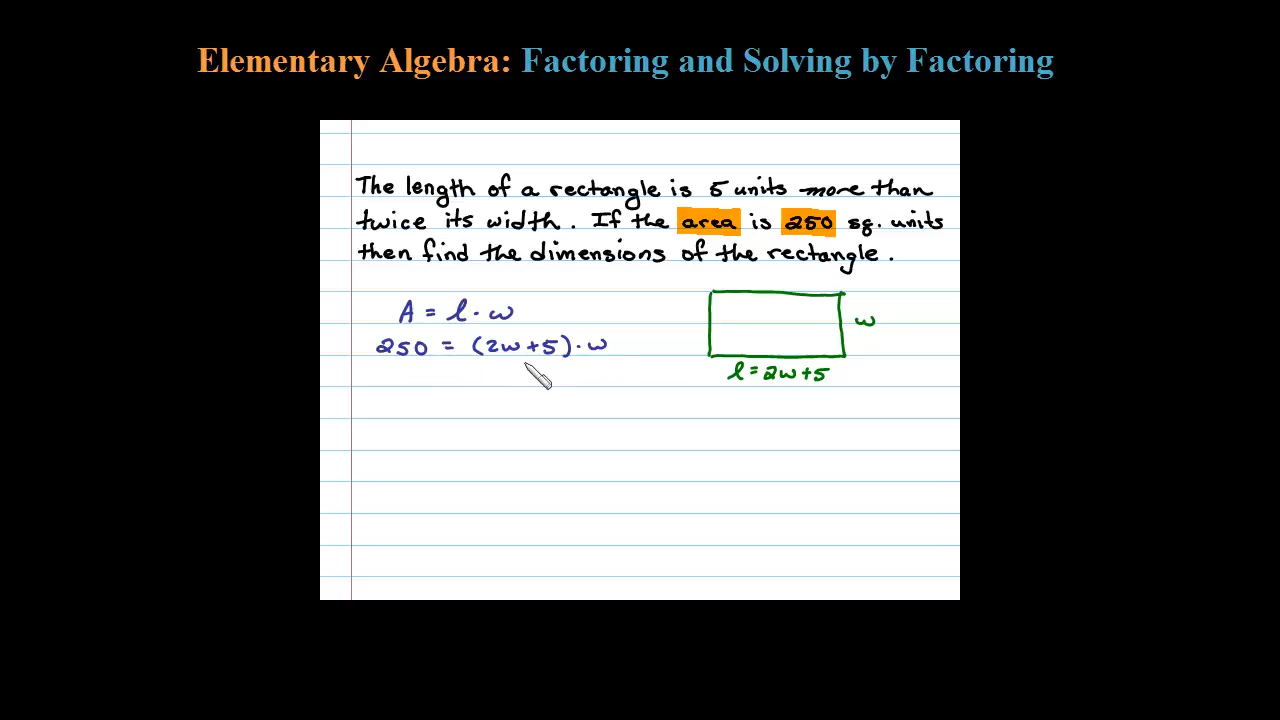 Elementary Algebra: Factoring and Solving by Factoring
The length of a rectangle is 5 units more than
twice its width. If the area is 250 sq. units
then find the dimensions of the rectangle.
A = l · w
250 = (2w+5) · w
w
l = 2w+5